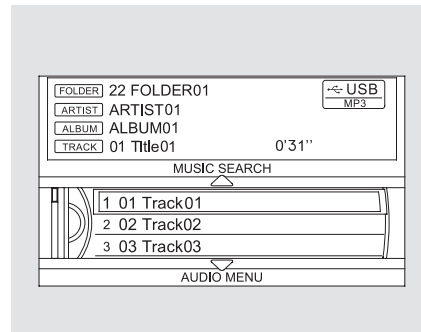 FOLDER 22 FOLDER01
USB
MP3
ARTIST ARTIST01
ALBUM ALBUM01
TRACK 01 TItle01 0'31''
MUSIC SEARCH
1 01 Track01
2 02 Track02
3 03 Track03
AUDIO MENU